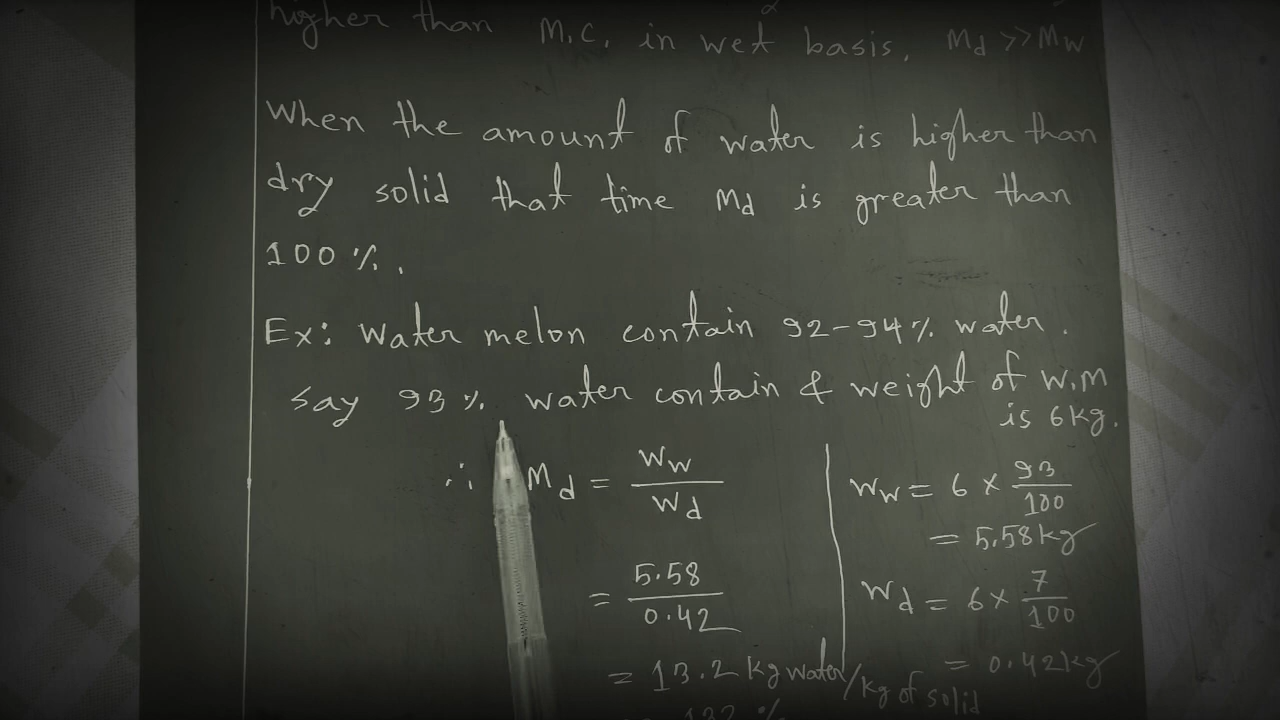 higher than M.C. in wet basis. Md >> Mw
When the amount of water is higher than
dry solid that time Md is greater than
100 %.
Ex: Water melon contain 92-94% water.
say 93 % water contain & weight of W.M
is 6 kg.
∴ Md = Ww / Wd
= 5.58 / 0.42
= 13.2 kg water/kg of solid
Ww = 6 × 93/100
= 5.58 kg
Wd = 6 × 7/100
= 0.42 kg